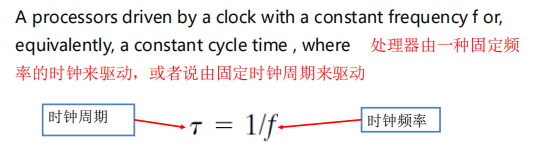 A processors driven by a clock with a constant frequency f or,
equivalently, a constant cycle time , where 处理器由一种固定频
率的时钟来驱动，或者说由固定时钟周期来驱动
时钟周期 τ = 1/f 时钟频率